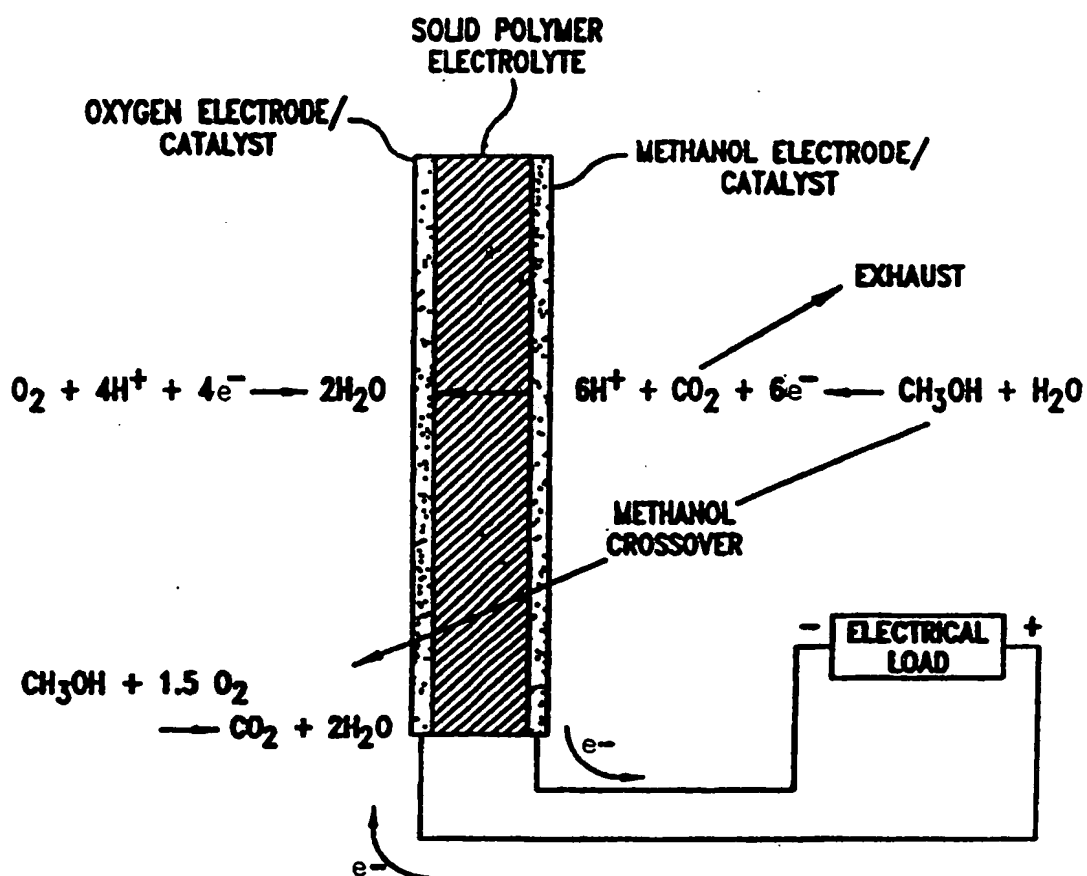 SOLID POLYMER
ELECTROLYTE
OXYGEN ELECTRODE/
CATALYST
METHANOL ELECTRODE/
CATALYST
EXHAUST
O₂ + 4H⁺ + 4e⁻ → 2H₂O
6H⁺ + CO₂ + 6e⁻ ← CH₃OH + H₂O
METHANOL
CROSSOVER
CH₃OH + 1.5 O₂
→ CO₂ + 2H₂O
- ELECTRICAL +
LOAD
e-
e-